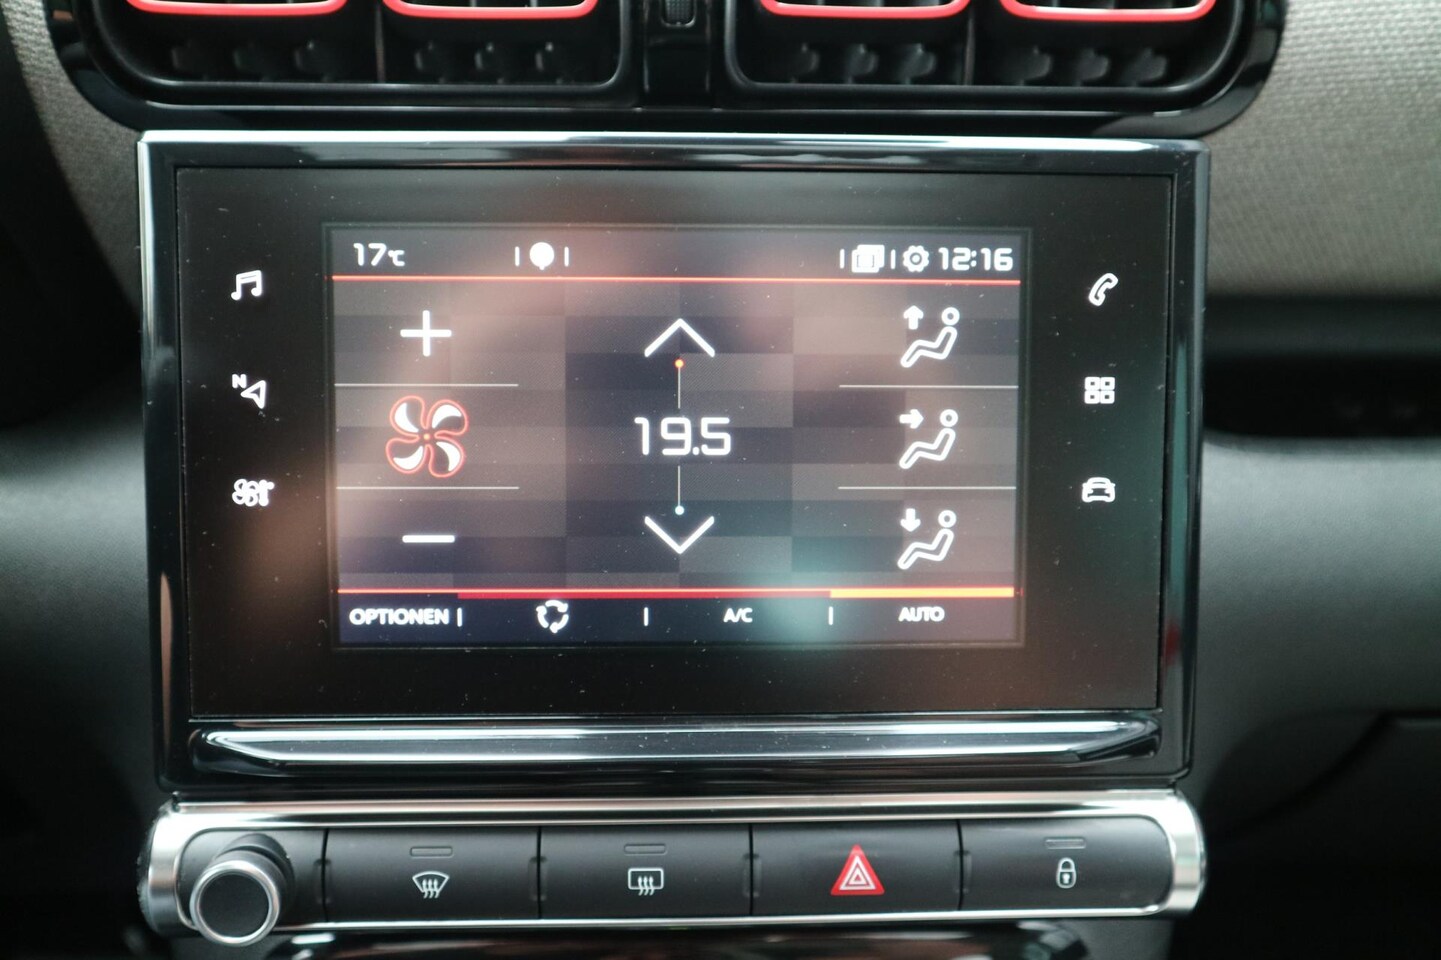 17°C
12:16
N
19.5
OPTIONEN
A/C
AUTO